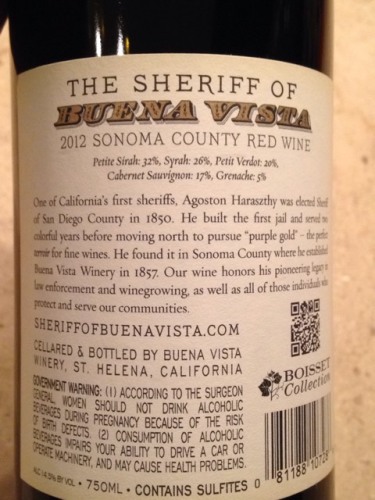 THE SHERIFF OF
BUENA VISTA
2012 SONOMA COUNTY RED WINE
Petite Sirah: 32%, Syrah: 26%, Petit Verdot: 20%,
Cabernet Sauvignon: 17%, Grenache: 5%
One of California's first sheriffs, Agoston Haraszthy was elected Sheriff
of San Diego County in 1850. He built the first jail and served two
colorful years before moving north to pursue "purple gold" – the perfect
terroir for fine wines. He found it in Sonoma County where he established
Buena Vista Winery in 1857. Our wine honors his pioneering legacy in
law enforcement and winegrowing, as well as all of those individuals who
protect and serve our communities.
SHERIFFOFBUENAVISTA.COM
CELLARED & BOTTLED BY BUENA VISTA
WINERY, ST. HELENA, CALIFORNIA
BOISSET
Collection
GOVERNMENT WARNING: (1) ACCORDING TO THE SURGEON
GENERAL, WOMEN SHOULD NOT DRINK ALCOHOLIC
BEVERAGES DURING PREGNANCY BECAUSE OF THE RISK
OF BIRTH DEFECTS. (2) CONSUMPTION OF ALCOHOLIC
BEVERAGES IMPAIRS YOUR ABILITY TO DRIVE A CAR OR
OPERATE MACHINERY, AND MAY CAUSE HEALTH PROBLEMS.
ALC 14.5% BY VOL • 750ML • CONTAINS SULFITES
0 81188 10728